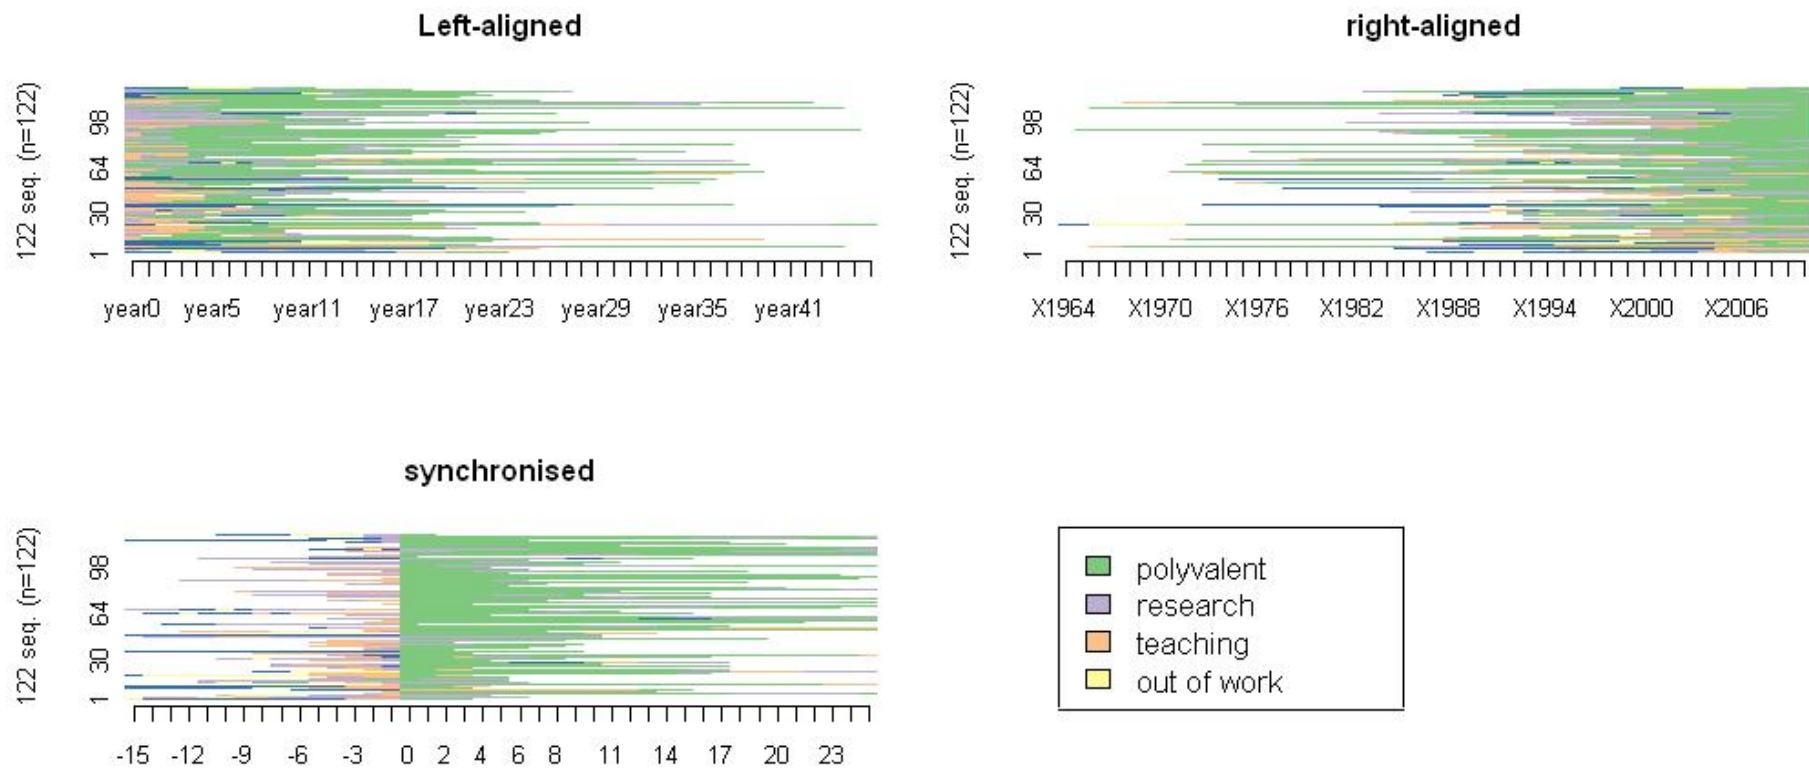 Left-aligned
122 seq. (n=122)
98
64
30
1
year0 year5 year11 year17 year23 year29 year35 year41
right-aligned
122 seq. (n=122)
98
64
30
1
X1964 X1970 X1976 X1982 X1988 X1994 X2000 X2006
synchronised
122 seq. (n=122)
98
64
30
1
-15 -12 -9 -6 -3 0 2 4 6 8 11 14 17 20 23
polyvalent
research
teaching
out of work